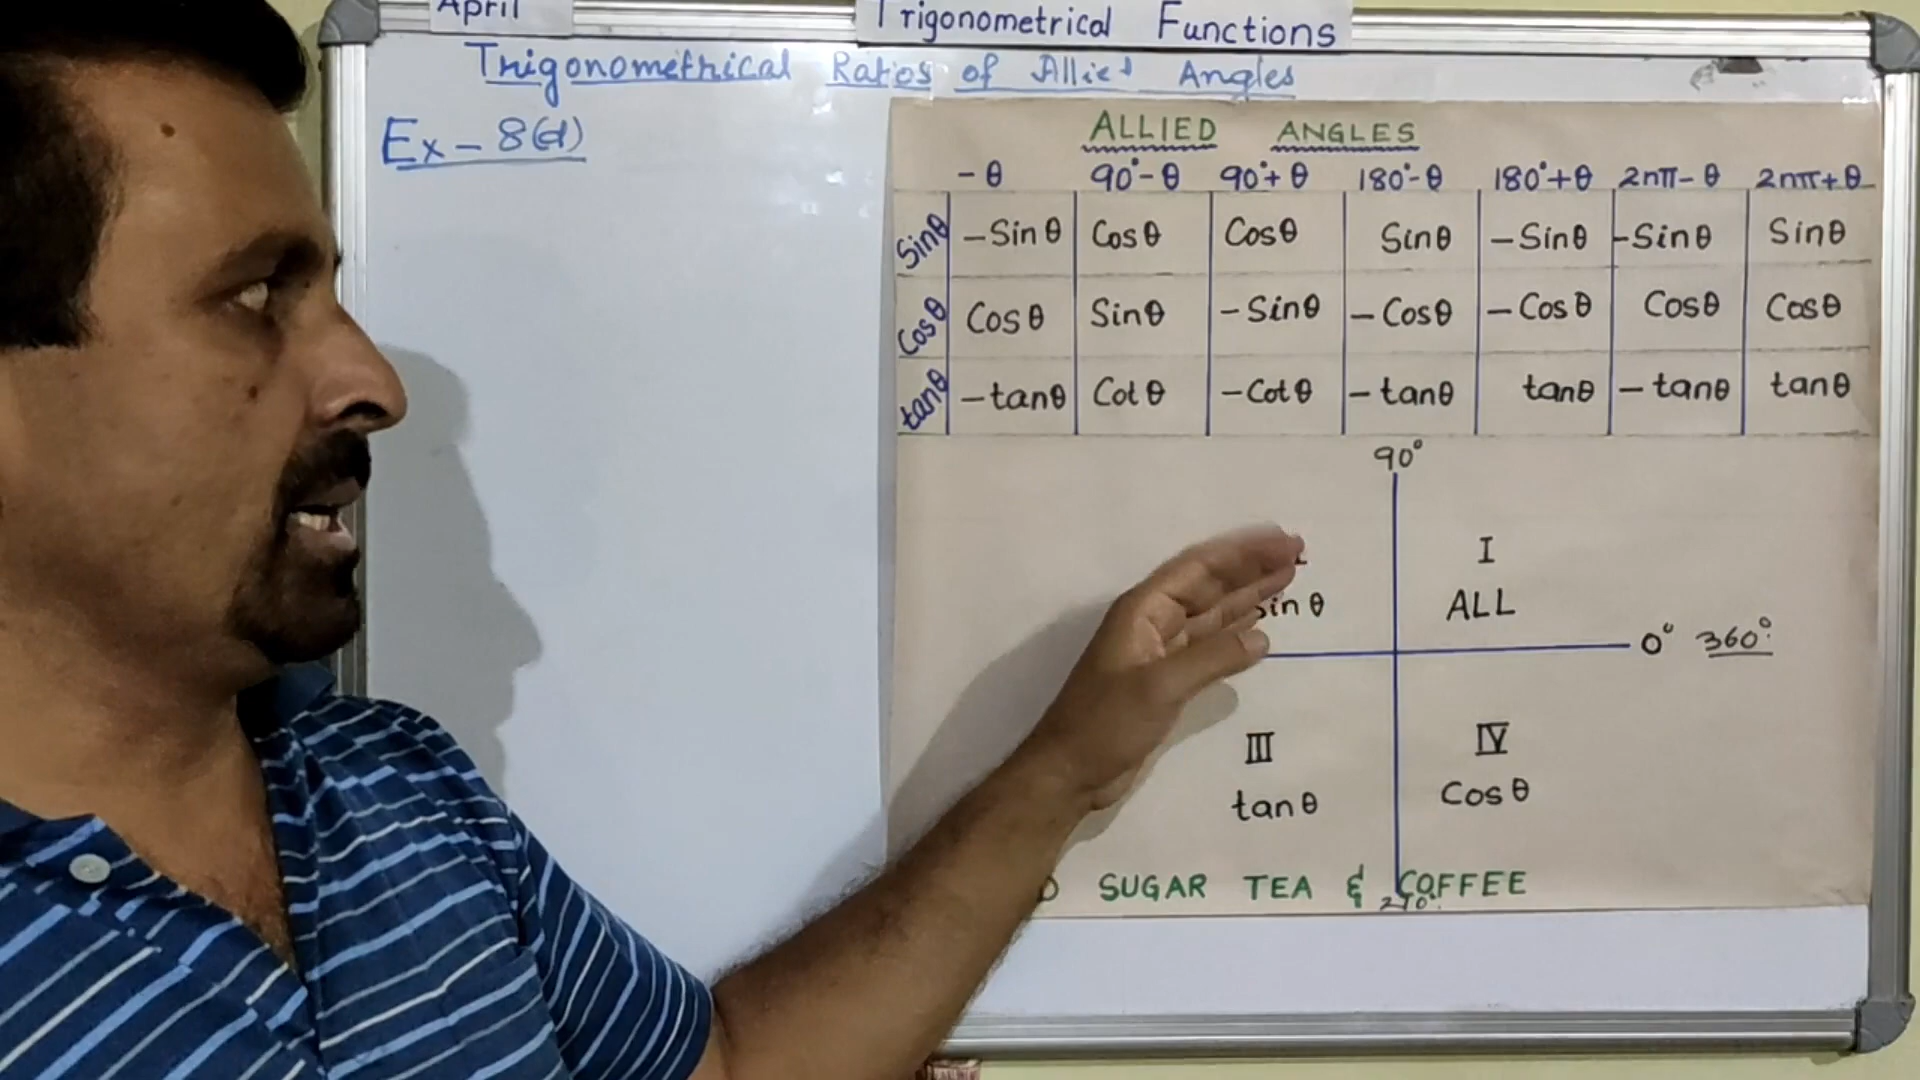 April
Trigonometrical Functions
Trigonometrical Ratios of Allied Angles
Ex - 8(d)
ALLIED ANGLES
-θ 90°-θ 90°+θ 180°-θ 180°+θ 2nπ-θ 2nπ+θ
Sinθ -Sinθ Cosθ Cosθ Sinθ -Sinθ -Sinθ Sinθ
Cosθ Cosθ Sinθ -Sinθ -Cosθ -Cosθ Cosθ Cosθ
tanθ -tanθ Cotθ -Cotθ -tanθ tanθ -tanθ tanθ
90°
I
Sinθ ALL
0° 360°
III IV
tanθ Cosθ
SUGAR TEA & COFFEE
270°